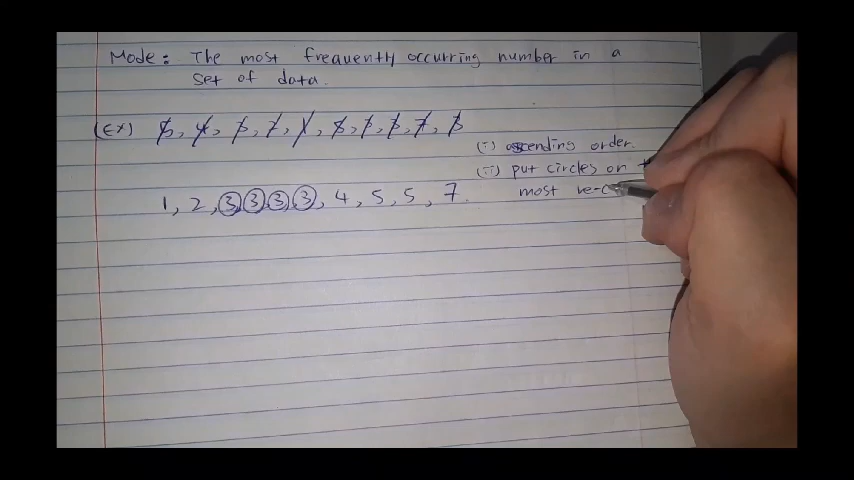 Mode: The most frequently occurring number in a
set of data.
(Ex)
(i) ascending order.
(ii) put circles on
most re-c
1, 2, 3, 3, 3, 3, 4, 5, 5, 7.